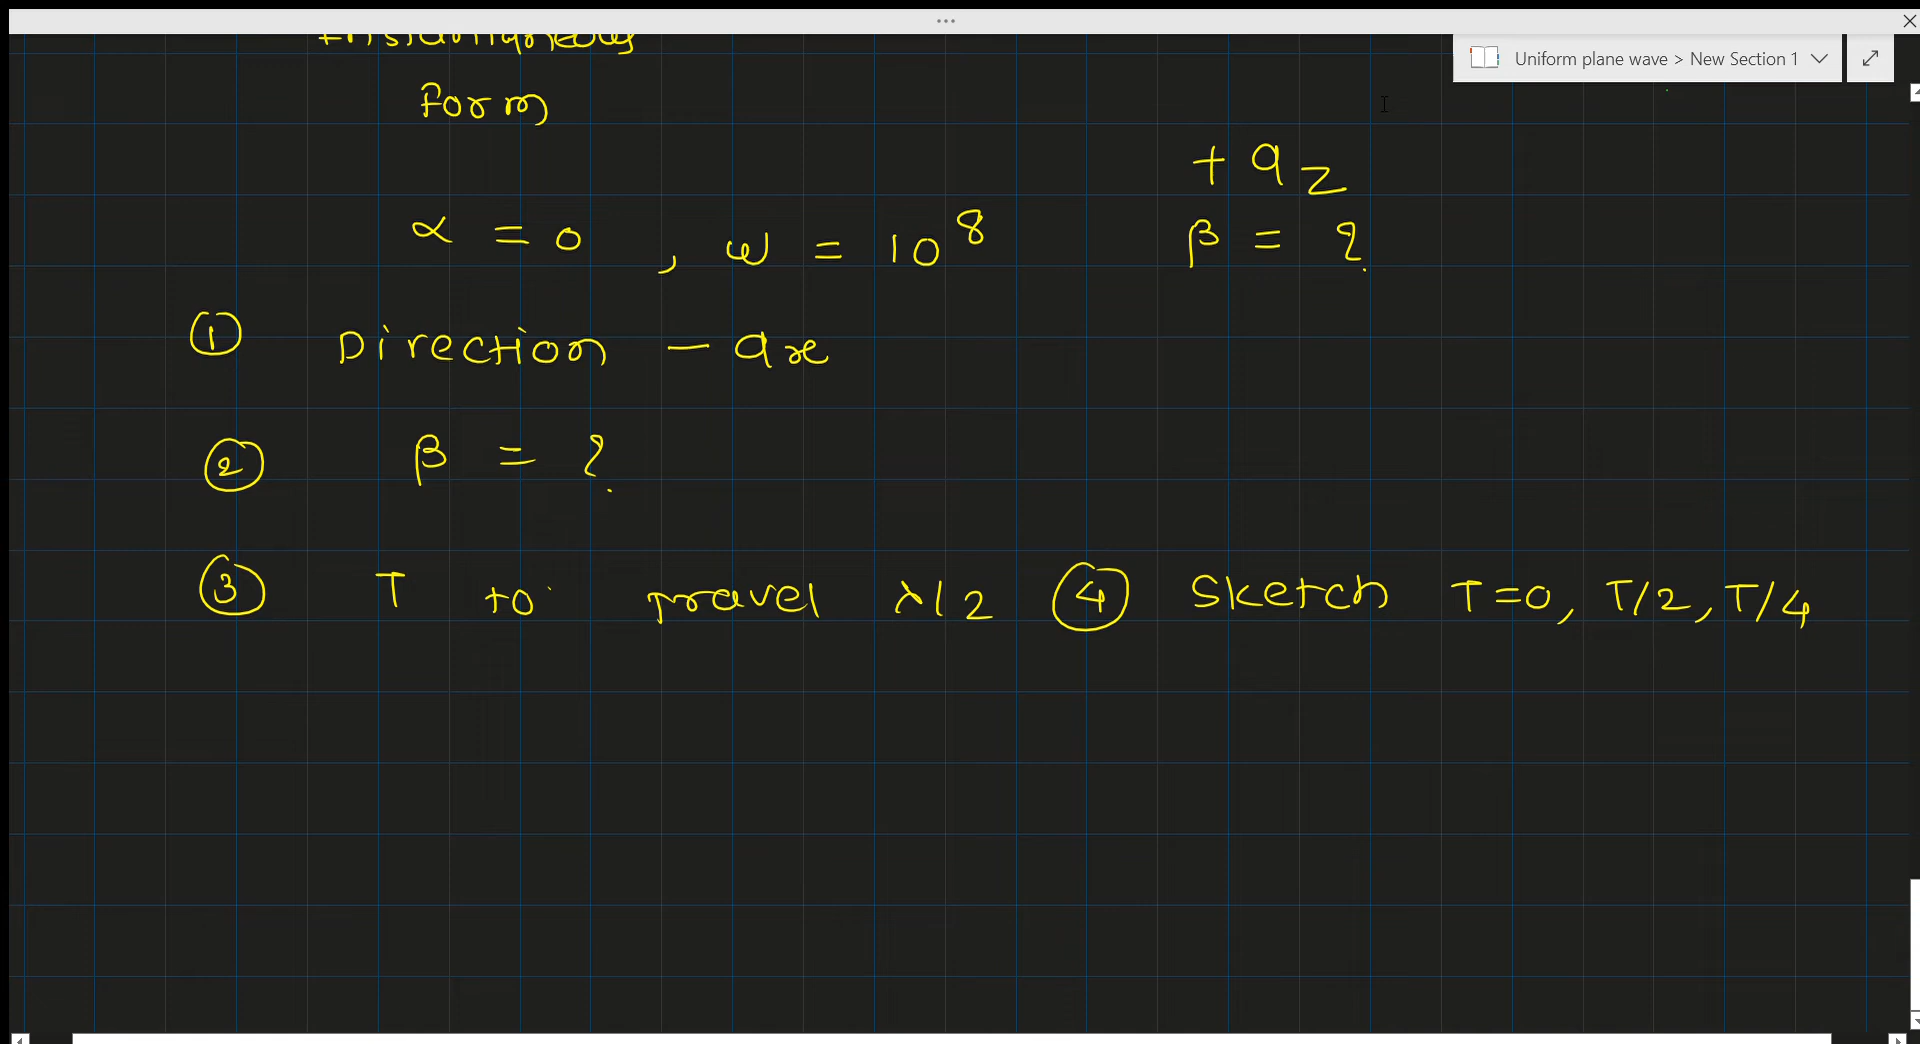 Uniform plane wave > New Section 1
form
+ az
α = 0 , ω = 10^8 β = ?
① Direction - ax
② β = ?
③ T to travel λ/2 ④ Sketch T=0, T/2, T/4